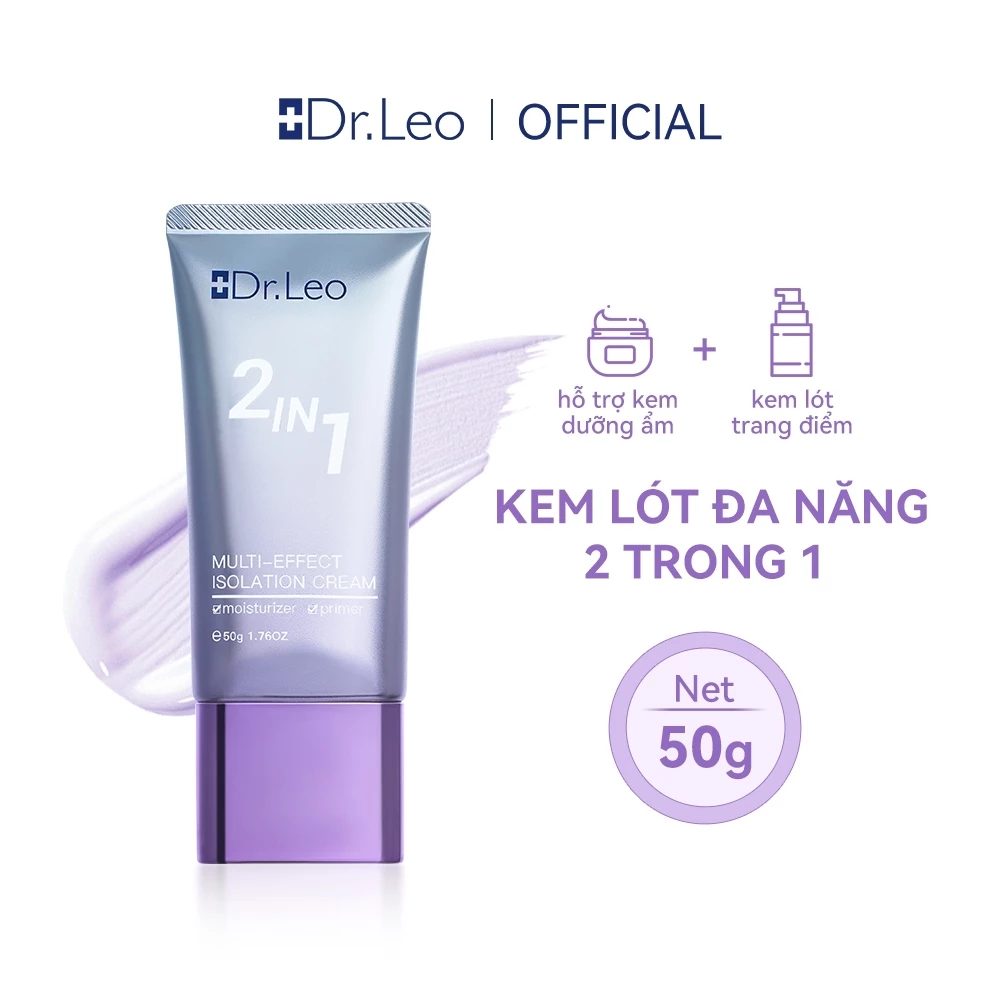 Dr.Leo | OFFICIAL
Dr.Leo
2IN1
MULTI-EFFECT
ISOLATION CREAM
moisturizer primer
e50g 1.76OZ
hỗ trợ kem
dưỡng ẩm
+
kem lót
trang điểm
KEM LÓT ĐA NĂNG
2 TRONG 1
Net
50g